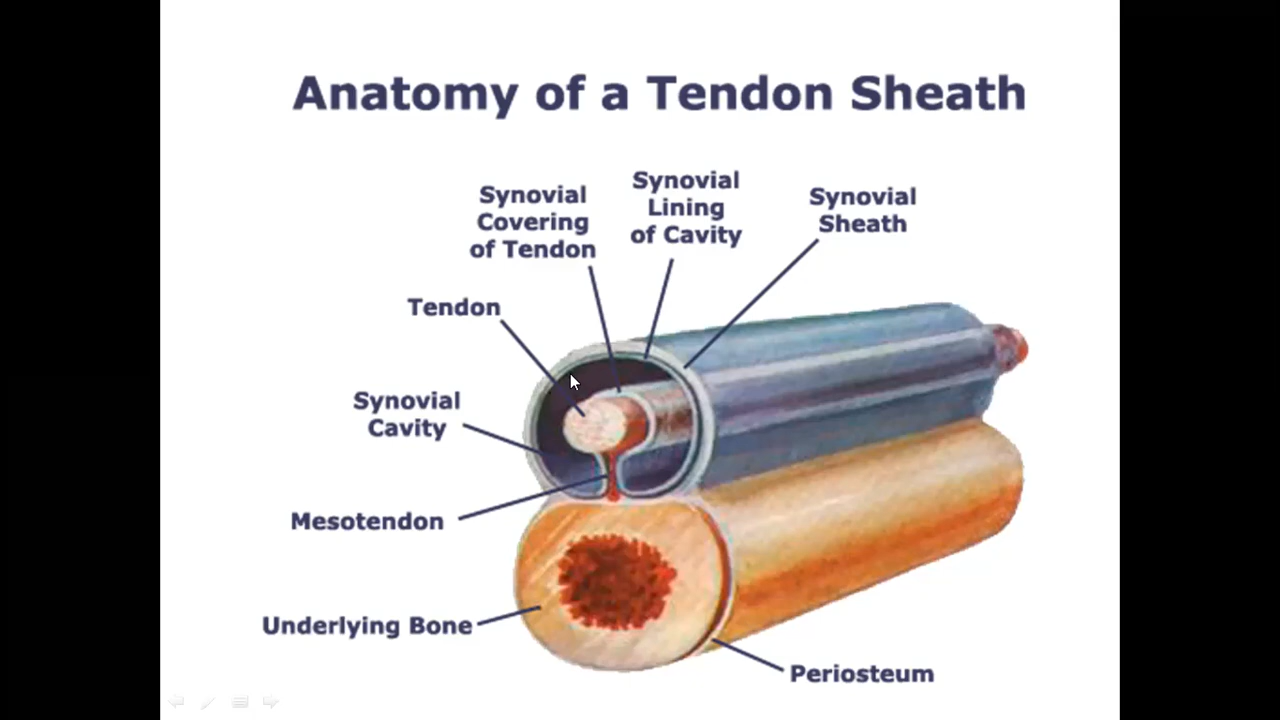 Anatomy of a Tendon Sheath
Synovial
Covering
of Tendon
Synovial
Lining
of Cavity
Synovial
Sheath
Tendon
Synovial
Cavity
Mesotendon
Underlying Bone
Periosteum